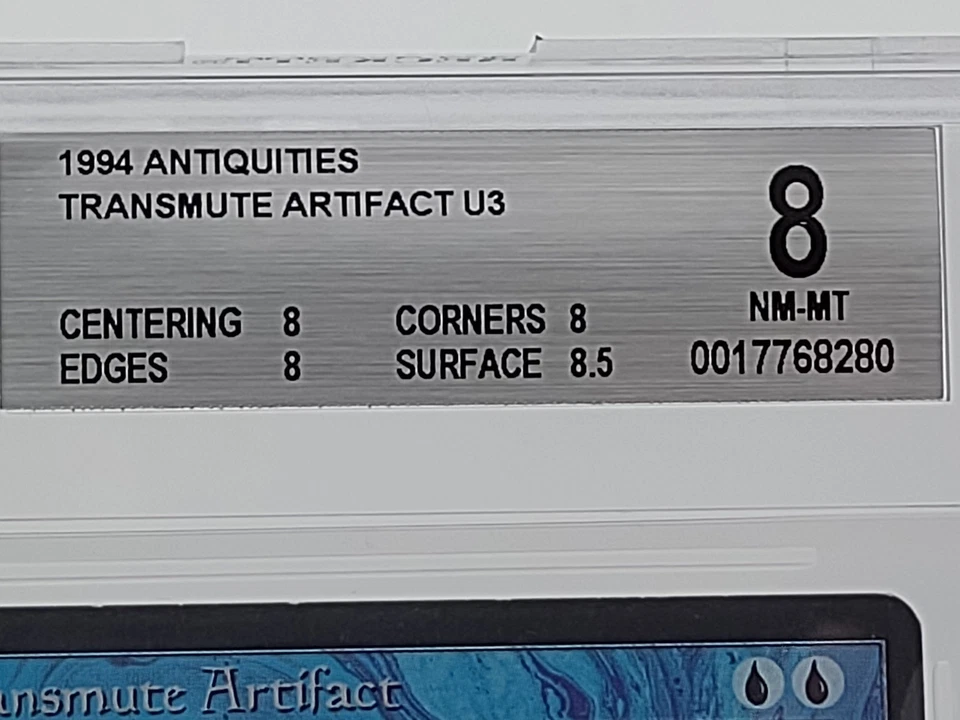 1994 ANTIQUITIES
TRANSMUTE ARTIFACT U3
8
NM-MT
CENTERING 8 CORNERS 8
EDGES 8 SURFACE 8.5
0017768280
ansmute Artifact